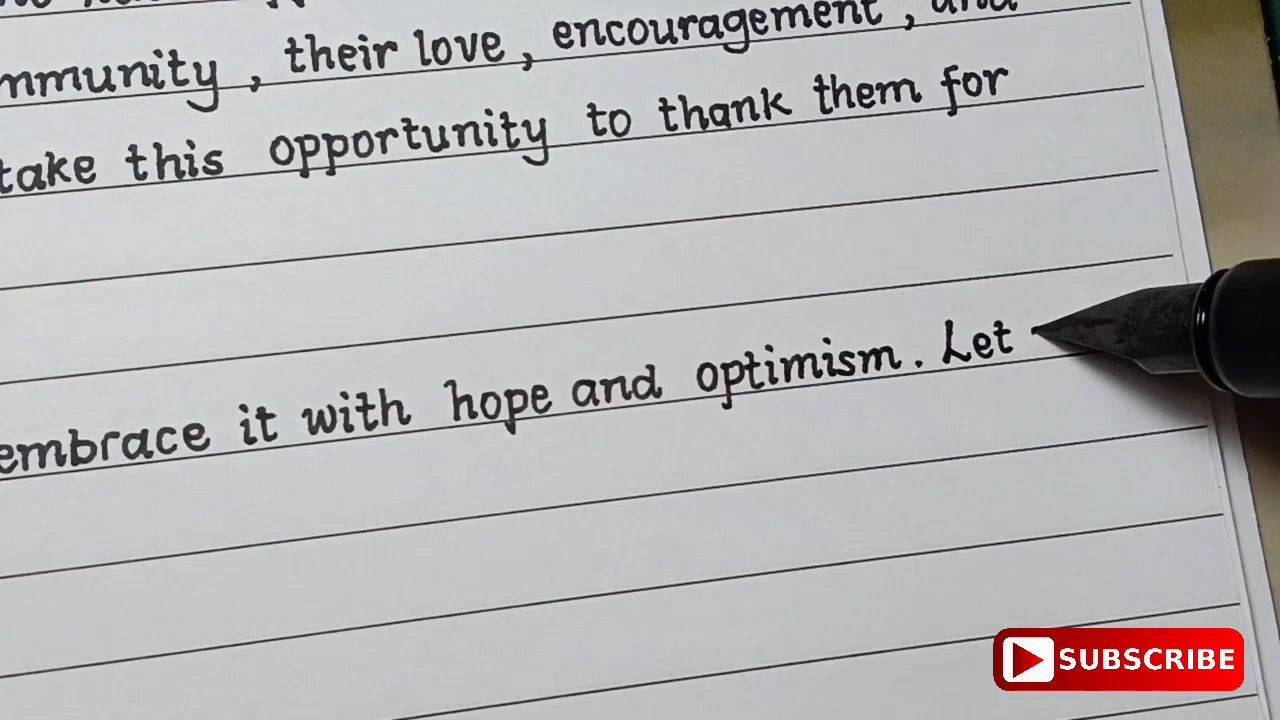 mmunity, their love, encouragement, and
take this opportunity to thank them for
embrace it with hope and optimism. Let
SUBSCRIBE